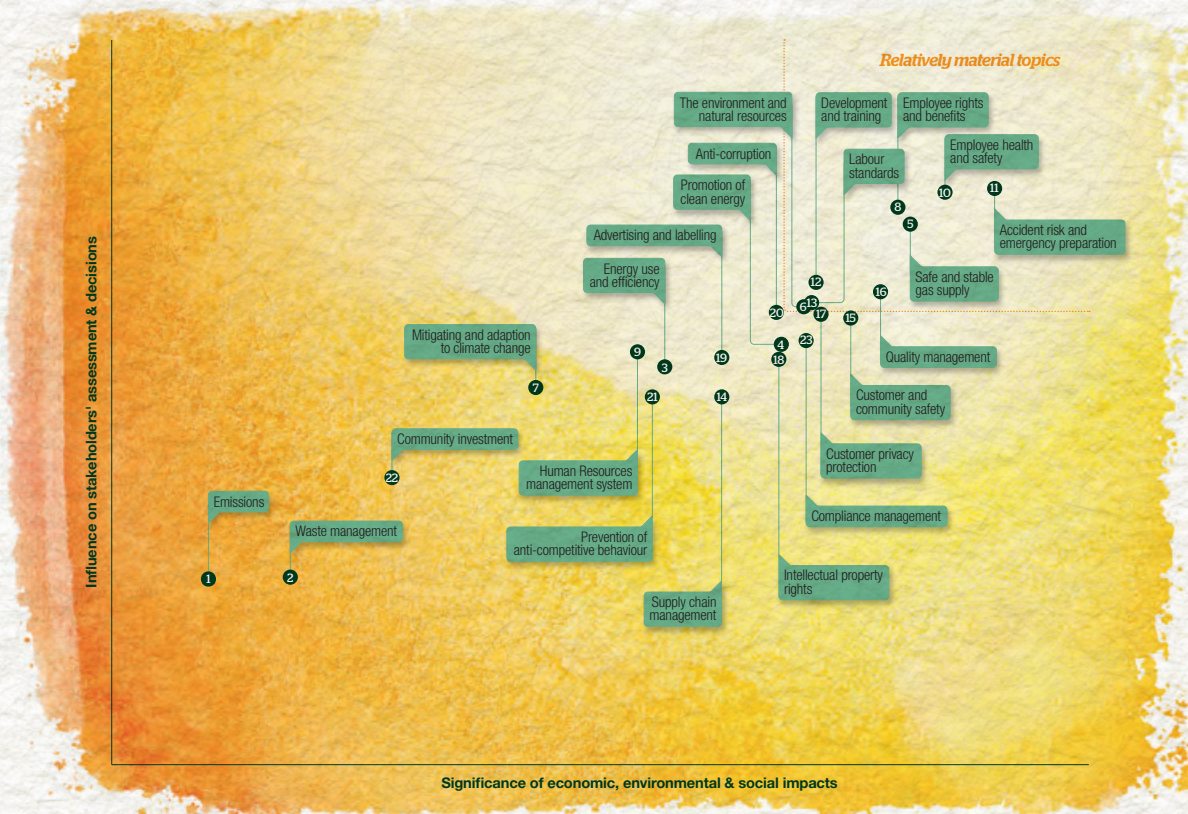 Relatively material topics
The environment and
natural resources
Development
and training
Employee rights
and benefits
Anti-corruption
Labour
standards
Employee health
and safety
Promotion of
clean energy
10
11
8
Advertising and labelling
5
Accident risk and
emergency preparation
Energy use
and efficiency
Safe and stable
gas supply
12
16
6
13
20
17
15
Mitigating and adaption
to climate change
9
3
19
4
18
23
Quality management
7
21
14
Customer and
community safety
Community investment
22
Human Resources
management system
Customer privacy
protection
Emissions
Waste management
Compliance management
Prevention of
anti-competitive behaviour
1
2
Intellectual property
rights
Supply chain
management
Influence on stakeholders' assessment & decisions
Significance of economic, environmental & social impacts